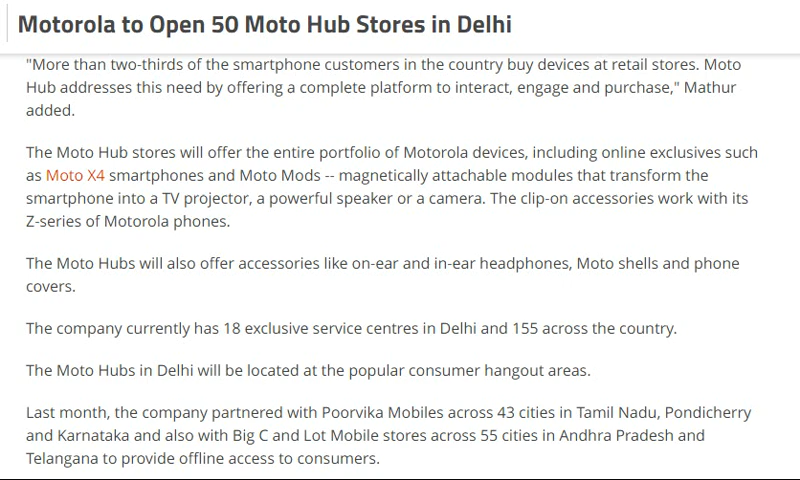 Motorola to Open 50 Moto Hub Stores in Delhi
"More than two-thirds of the smartphone customers in the country buy devices at retail stores. Moto
Hub addresses this need by offering a complete platform to interact, engage and purchase," Mathur
added.
The Moto Hub stores will offer the entire portfolio of Motorola devices, including online exclusives such
as Moto X4 smartphones and Moto Mods -- magnetically attachable modules that transform the
smartphone into a TV projector, a powerful speaker or a camera. The clip-on accessories work with its
Z-series of Motorola phones.
The Moto Hubs will also offer accessories like on-ear and in-ear headphones, Moto shells and phone
covers.
The company currently has 18 exclusive service centres in Delhi and 155 across the country.
The Moto Hubs in Delhi will be located at the popular consumer hangout areas.
Last month, the company partnered with Poorvika Mobiles across 43 cities in Tamil Nadu, Pondicherry
and Karnataka and also with Big C and Lot Mobile stores across 55 cities in Andhra Pradesh and
Telangana to provide offline access to consumers.